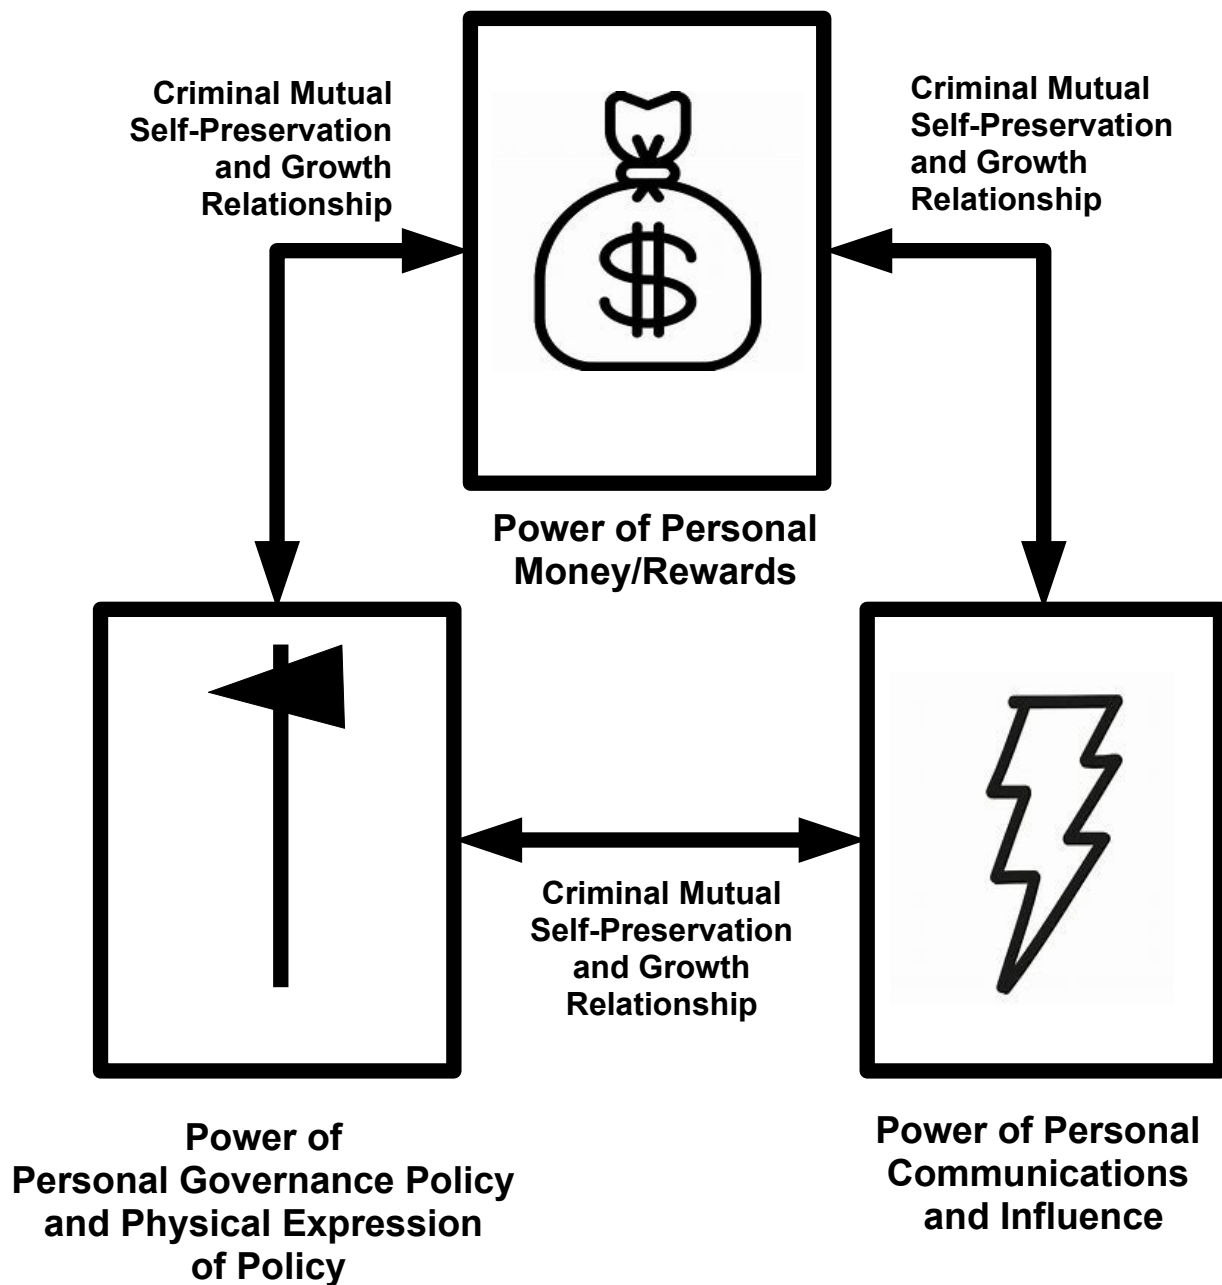 Criminal Mutual
Self-Preservation
and Growth
Relationship
Criminal Mutual
Self-Preservation
and Growth
Relationship
$
Power of Personal
Money/Rewards
Criminal Mutual
Self-Preservation
and Growth
Relationship
Power of
Personal Governance Policy
and Physical Expression
of Policy
Power of Personal
Communications
and Influence